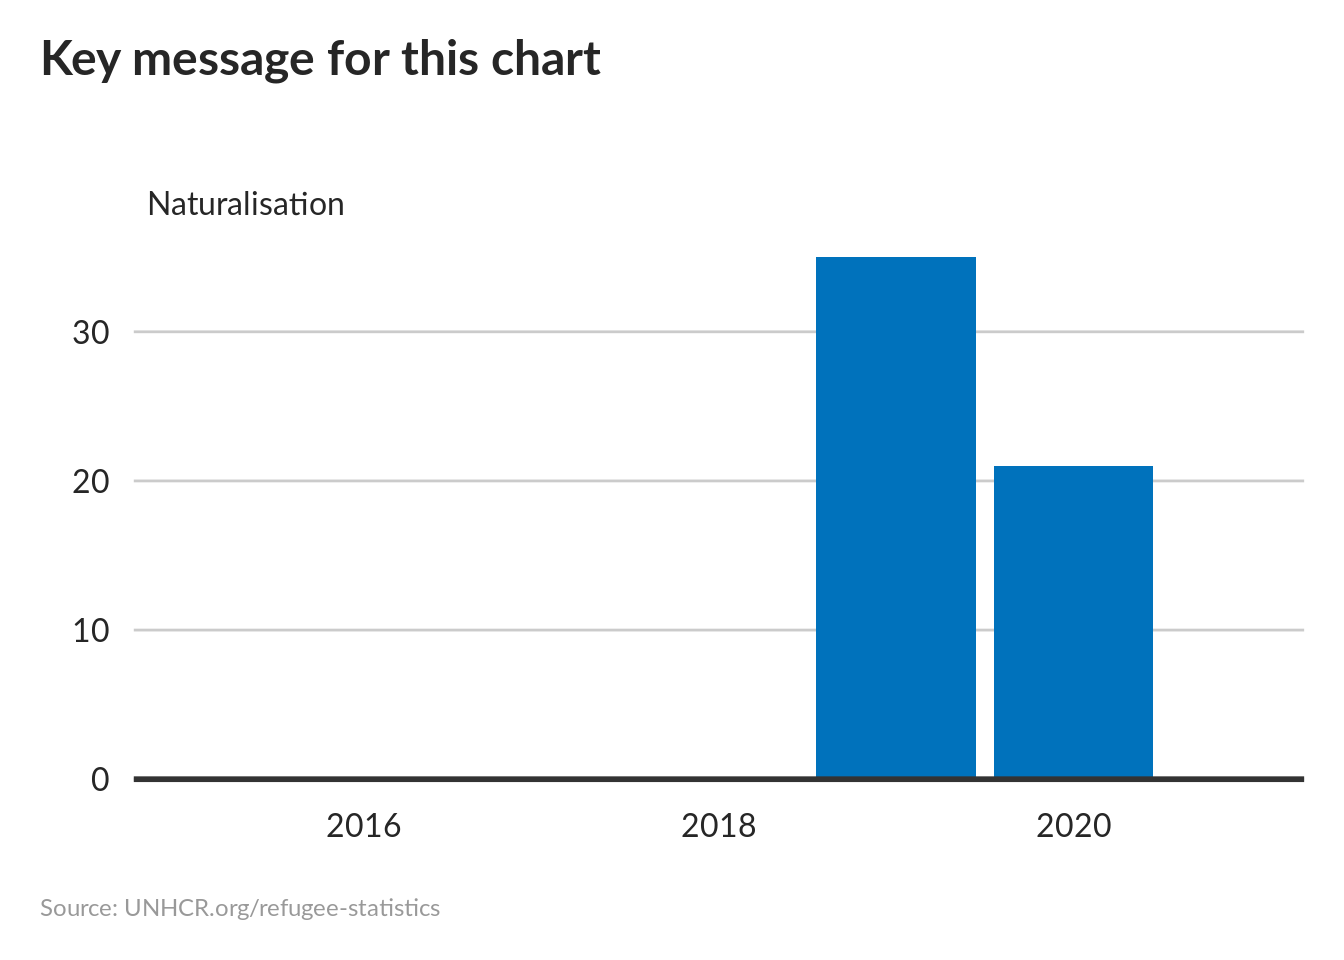 Key message for this chart
Naturalisation
30
20
10
0
2016 2018 2020
Source: UNHCR.org/refugee-statistics